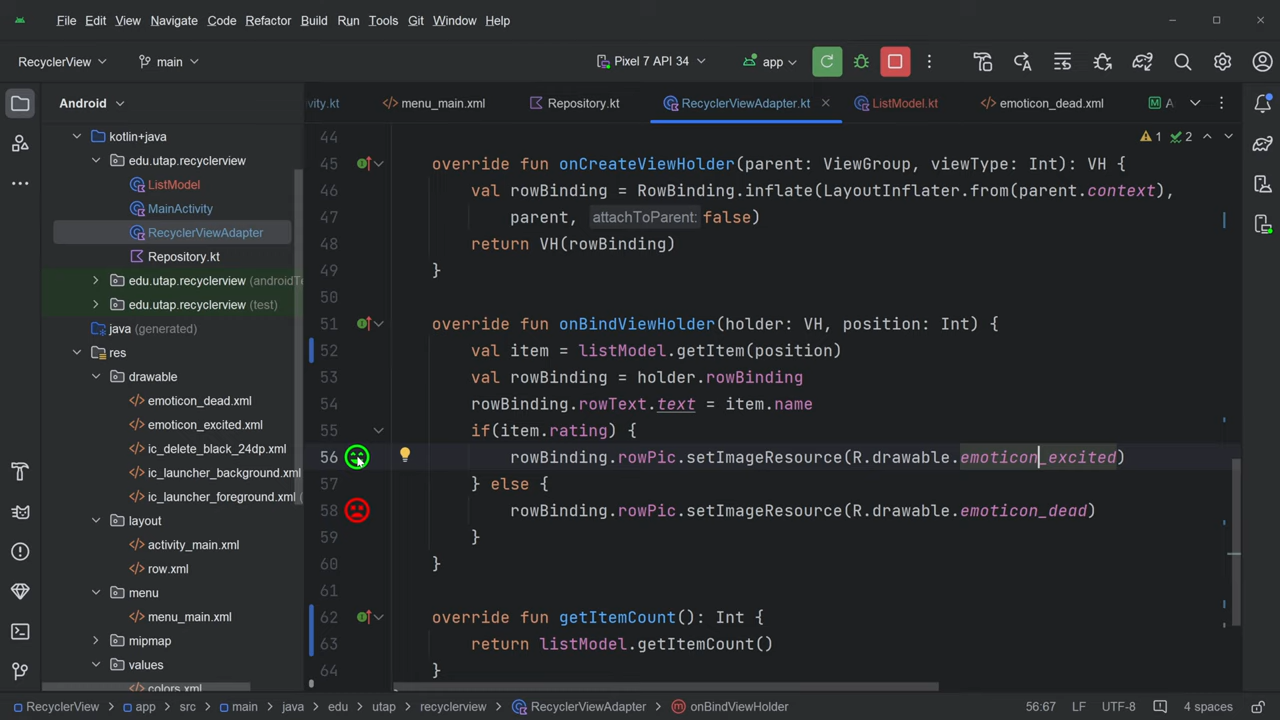 File Edit View Navigate Code Refactor Build Run Tools Git Window Help
RecyclerView main Pixel 7 API 34 app
Android
vity.kt menu_main.xml Repository.kt RecyclerViewAdapter.kt ListModel.kt emoticon_dead.xml A
kotlin+java
edu.utap.recyclerview
ListModel
MainActivity
RecyclerViewAdapter
Repository.kt
edu.utap.recyclerview (androidTe
edu.utap.recyclerview (test)
java (generated)
res
drawable
emoticon_dead.xml
emoticon_excited.xml
ic_delete_black_24dp.xml
ic_launcher_background.xml
ic_launcher_foreground.xml (
layout
activity_main.xml
row.xml
menu
menu_main.xml
mipmap
values
colors.xml
1 2
44
45 override fun onCreateViewHolder(parent: ViewGroup, viewType: Int): VH {
46 val rowBinding = RowBinding.inflate(LayoutInflater.from(parent.context),
47 parent, attachToParent: false)
48 return VH(rowBinding)
49 }
50
51 override fun onBindViewHolder(holder: VH, position: Int) {
52 val item = listModel.getItem(position)
53 val rowBinding = holder.rowBinding
54 rowBinding.rowText.text = item.name
55 if(item.rating) {
56 rowBinding.rowPic.setImageResource(R.drawable.emoticon_excited)
57 } else {
58 rowBinding.rowPic.setImageResource(R.drawable.emoticon_dead)
59 }
60 }
61
62 override fun getItemCount(): Int {
63 return listModel.getItemCount()
64 }
RecyclerView app src main java edu utap recyclerview RecyclerViewAdapter onBindViewHolder 56:67 LF UTF-8 4 spaces